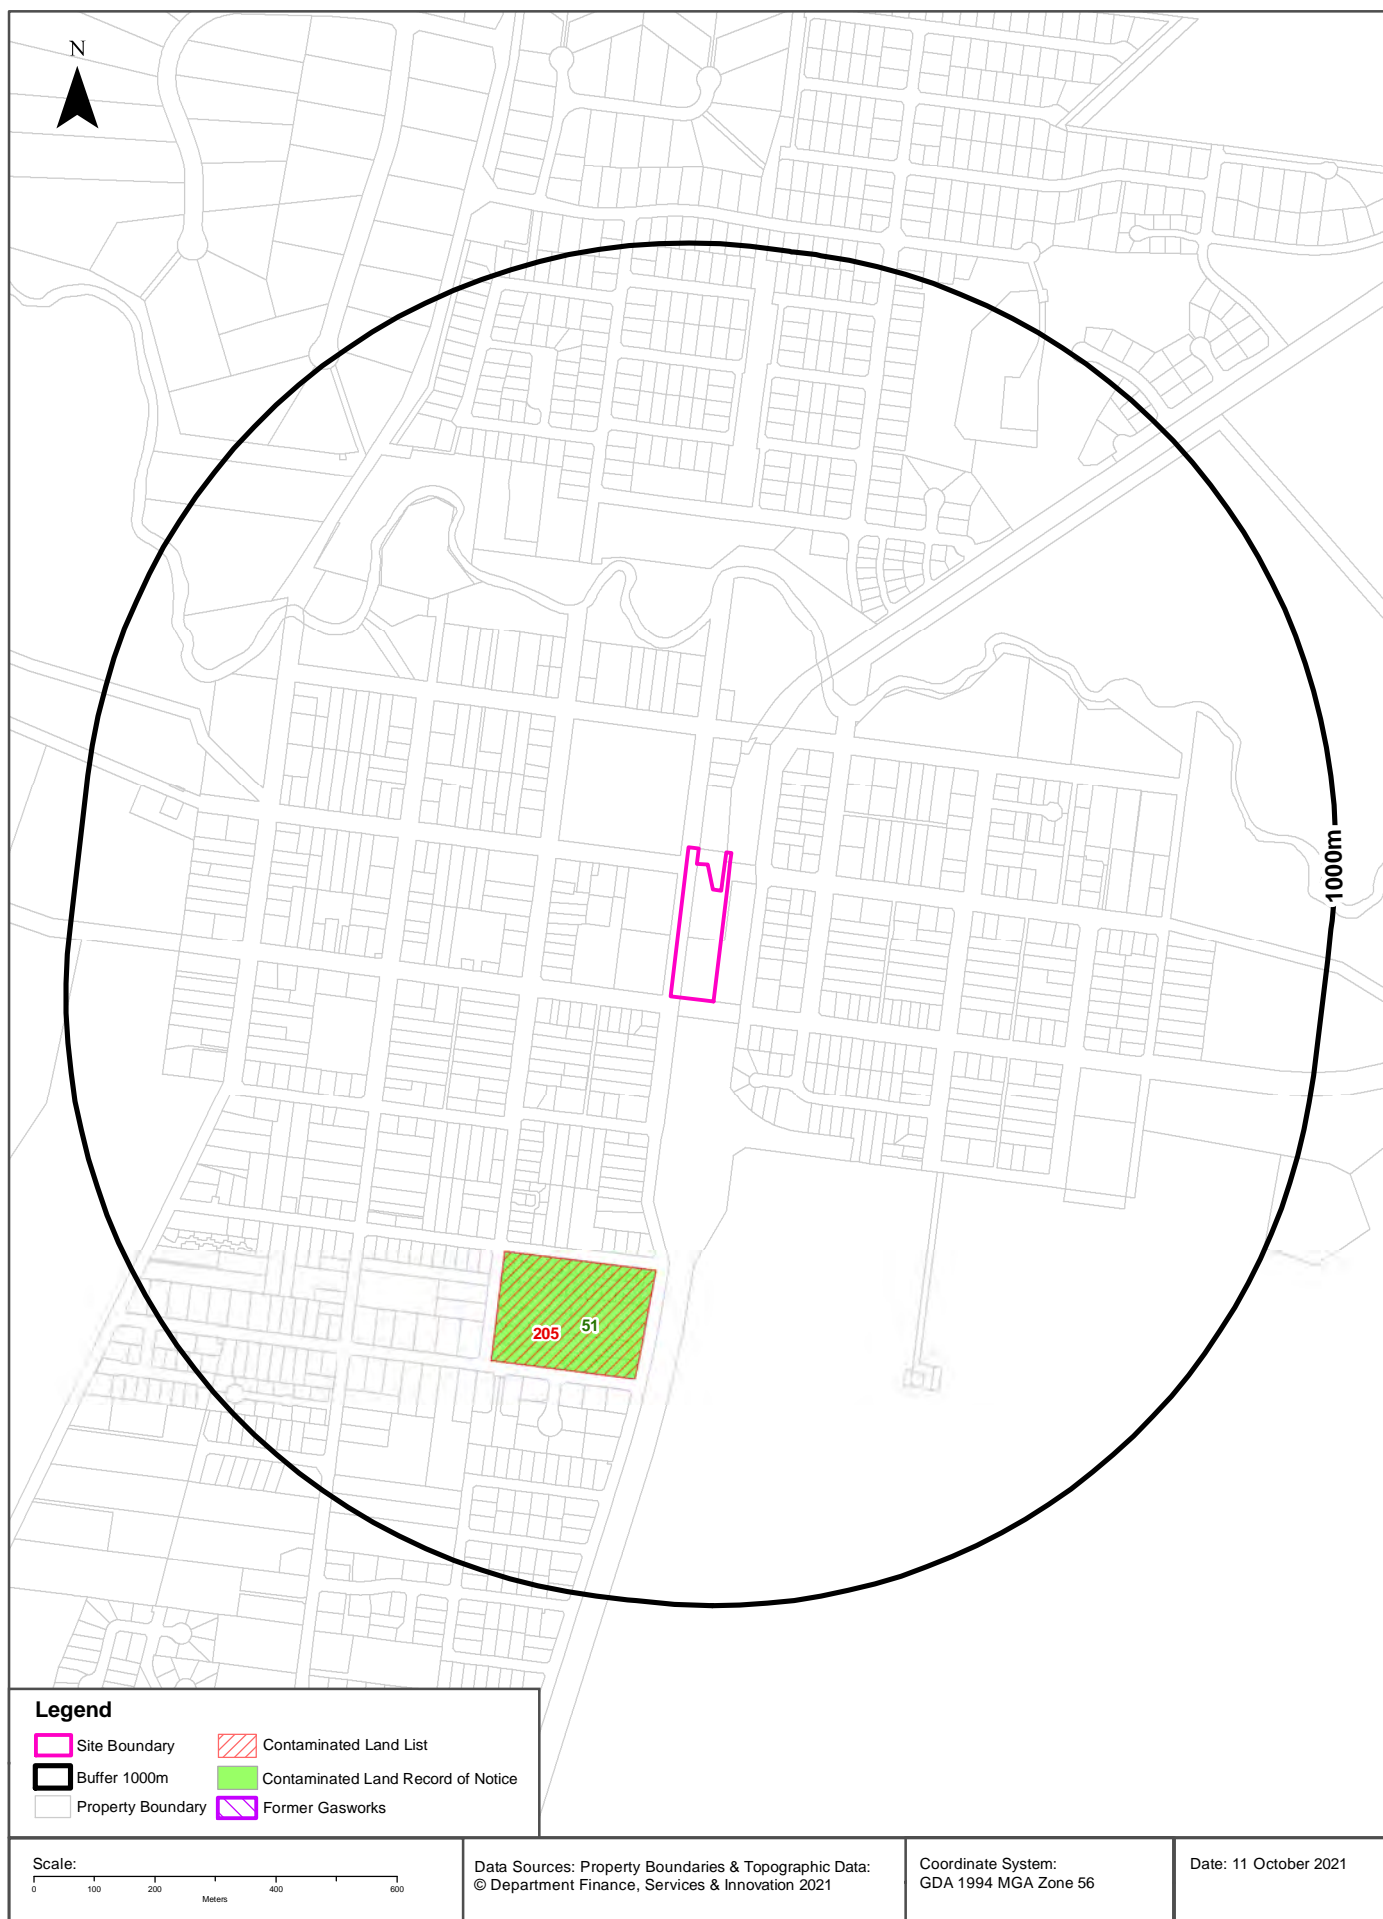 N
1000m
205
51
Legend
Site Boundary
Contaminated Land List
Buffer 1000m
Contaminated Land Record of Notice
Property Boundary
Former Gasworks
Scale:
0 100 200 400 600
Meters
Data Sources: Property Boundaries & Topographic Data:
© Department Finance, Services & Innovation 2021
Coordinate System:
GDA 1994 MGA Zone 56
Date: 11 October 2021